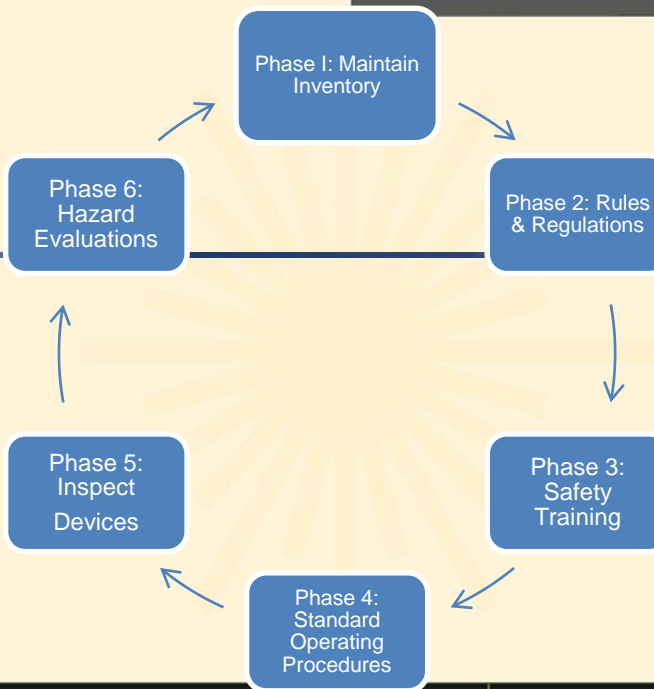 Phase I: Maintain
Inventory
Phase 2: Rules
& Regulations
Phase 3:
Safety
Training
Phase 4:
Standard
Operating
Procedures
Phase 5:
Inspect
Devices
Phase 6:
Hazard
Evaluations